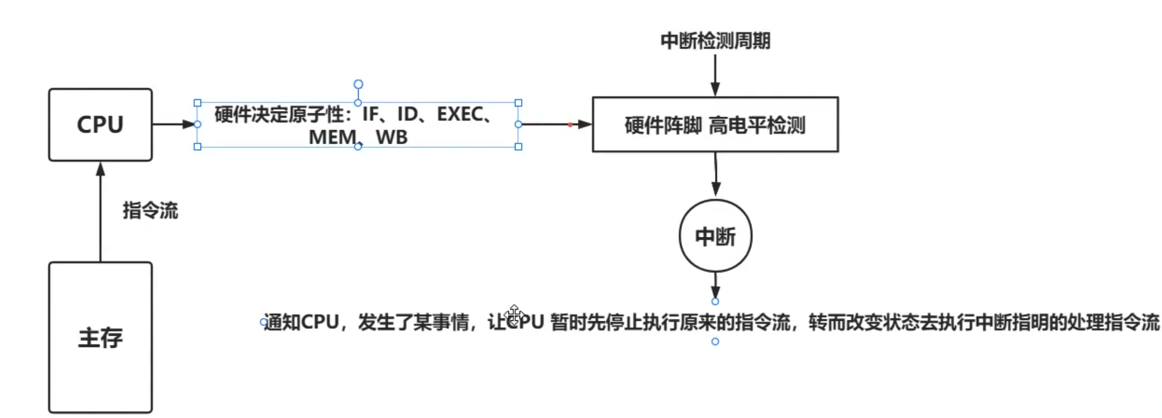 中断检测周期
CPU
硬件决定原子性：IF、ID、EXEC、
MEM、WB
硬件阵脚 高电平检测
指令流
中断
主存
通知CPU，发生了某事情，让CPU 暂时先停止执行原来的指令流，转而改变状态去执行中断指明的处理指令流